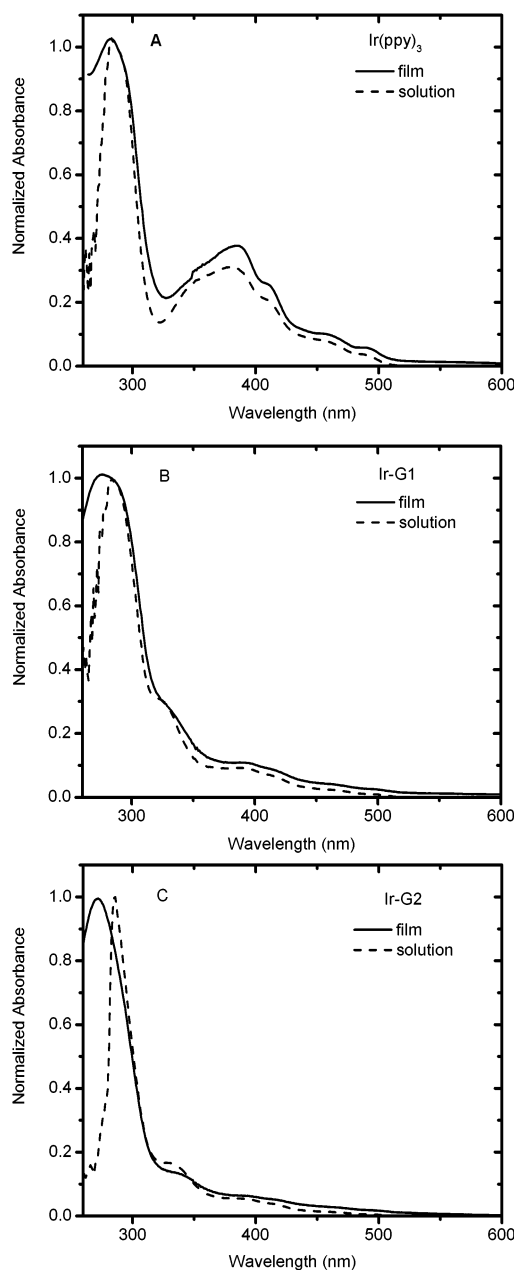 A
Ir(ppy)3
film
solution
Normalized Absorbance
1.0
0.8
0.6
0.4
0.2
0.0
300
400
500
600
Wavelength (nm)
B
Ir-G1
film
solution
Normalized Absorbance
1.0
0.8
0.6
0.4
0.2
0.0
300
400
500
600
Wavelength (nm)
C
Ir-G2
film
solution
Normalized Absorbance
1.0
0.8
0.6
0.4
0.2
0.0
300
400
500
600
Wavelength (nm)